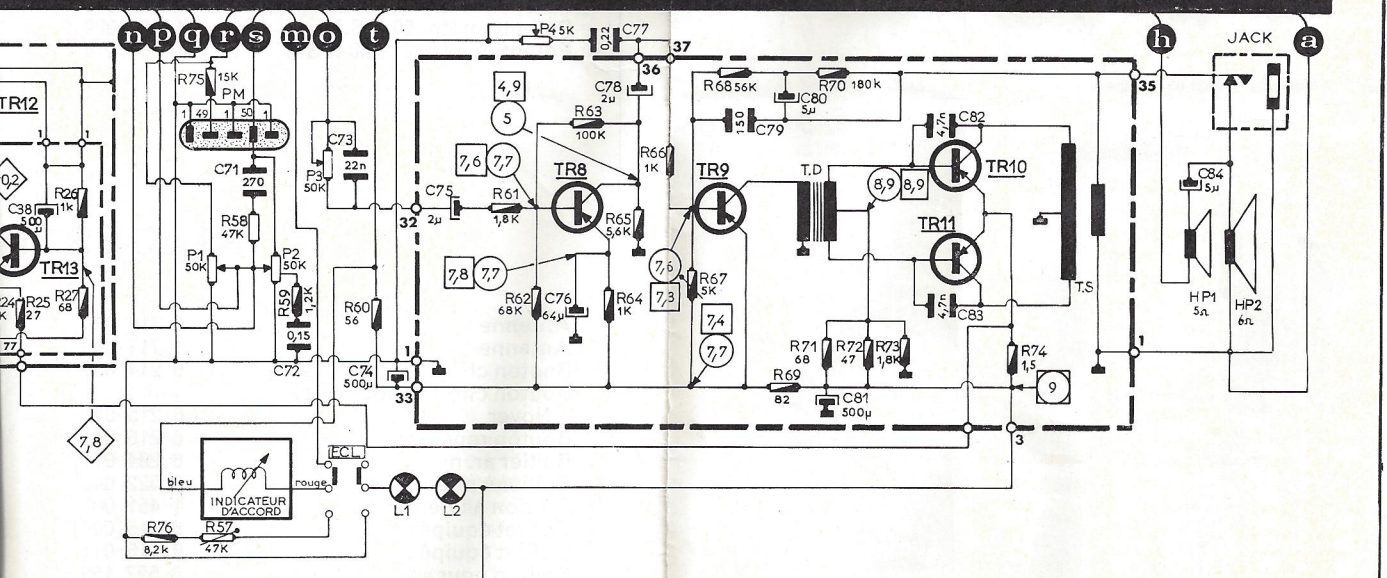 n p q r s m o t h a
P4 5K
0,22 C77
37
36
JACK
35
R75 15K
PM
1 49 1 50 1
TR12
1 1
C73
22n
P3
50K
4,9
5
C78
2µ
R63
100K
R68 56K
C80
5µ
R70 180k
150
C79
R66
1K
7,6 7,7
TR8
TR9
T.D
4,7n C82
TR10
8,9 8,9
C71
270
R58
47K
C75
2µ
R61
1,8K
32
R65
5,6K
0,2
R26
1k
C38
TR13
C84
5µ
P1
50K
P2
50K
R59
1,2K
7,8 7,7
7,6
7,3
R67
5K
TR11
4,7n
C83
T.S
HP1
5Ω
HP2
6Ω
R25
27
R27
68
R60
56
R62
68K
C76
64µ
R64
1K
7,4
7,7
0,15
C72
R71
68
R72
47
R73
1,8K
R74
1,5
1
1
77
C74
500µ
33
R69
82
C81
500µ
9
3
7,8
ECL
bleu
rouge
INDICATEUR
D'ACCORD
L1 L2
R76
8,2k
R57
47K